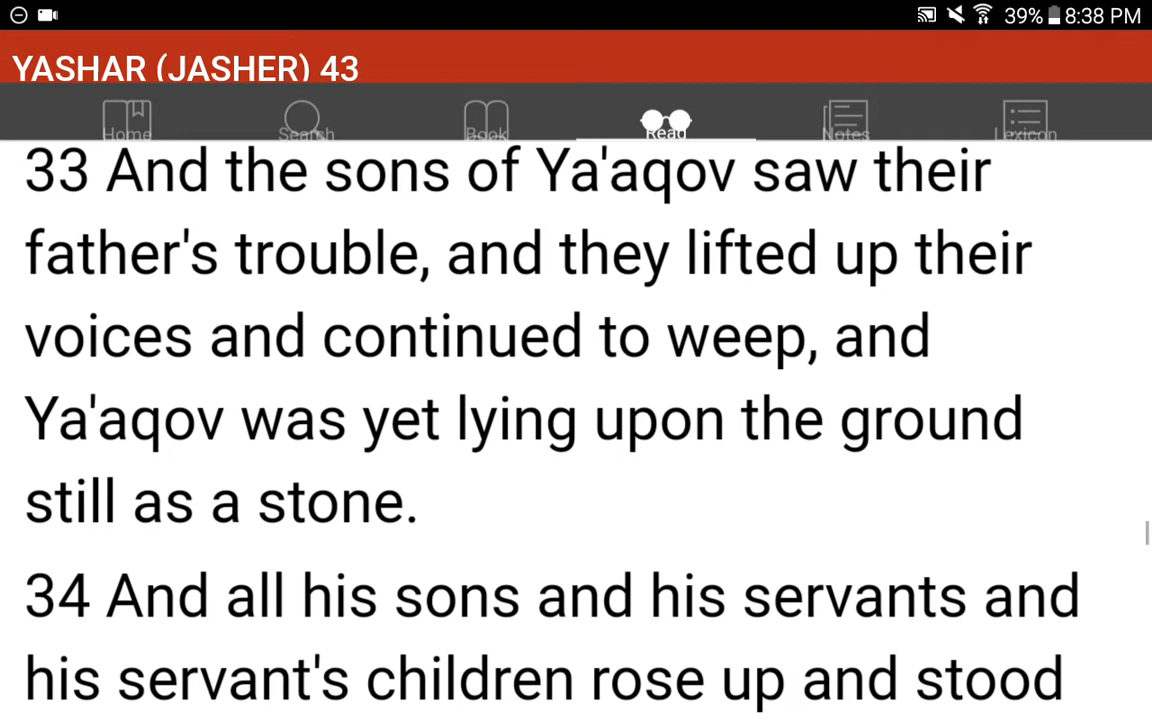 39% 8:38 PM
YASHAR (JASHER) 43
Home Search Book Read Notes Lexicon
33 And the sons of Ya'aqov saw their
father's trouble, and they lifted up their
voices and continued to weep, and
Ya'aqov was yet lying upon the ground
still as a stone.
34 And all his sons and his servants and
his servant's children rose up and stood